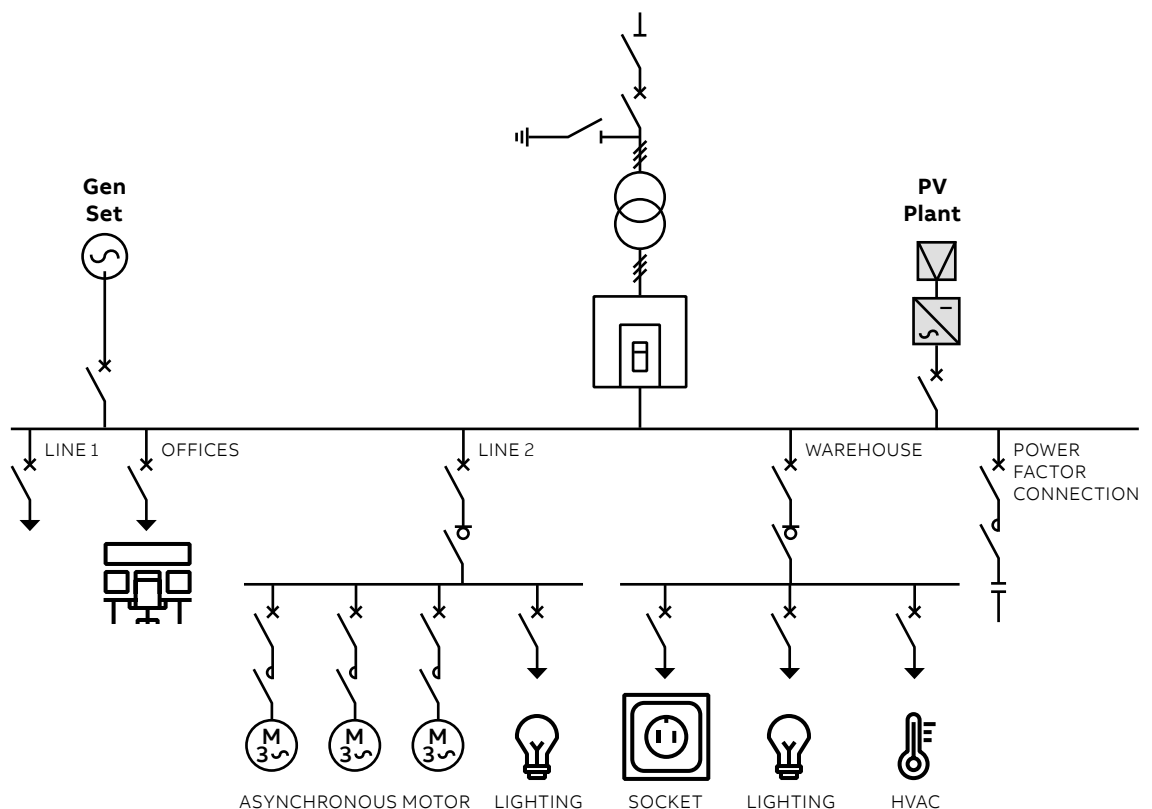 Gen
Set
PV
Plant
LINE 1
OFFICES
LINE 2
WAREHOUSE
POWER
FACTOR
CONNECTION
M
3~
M
3~
M
3~
ASYNCHRONOUS MOTOR
LIGHTING
SOCKET
LIGHTING
HVAC